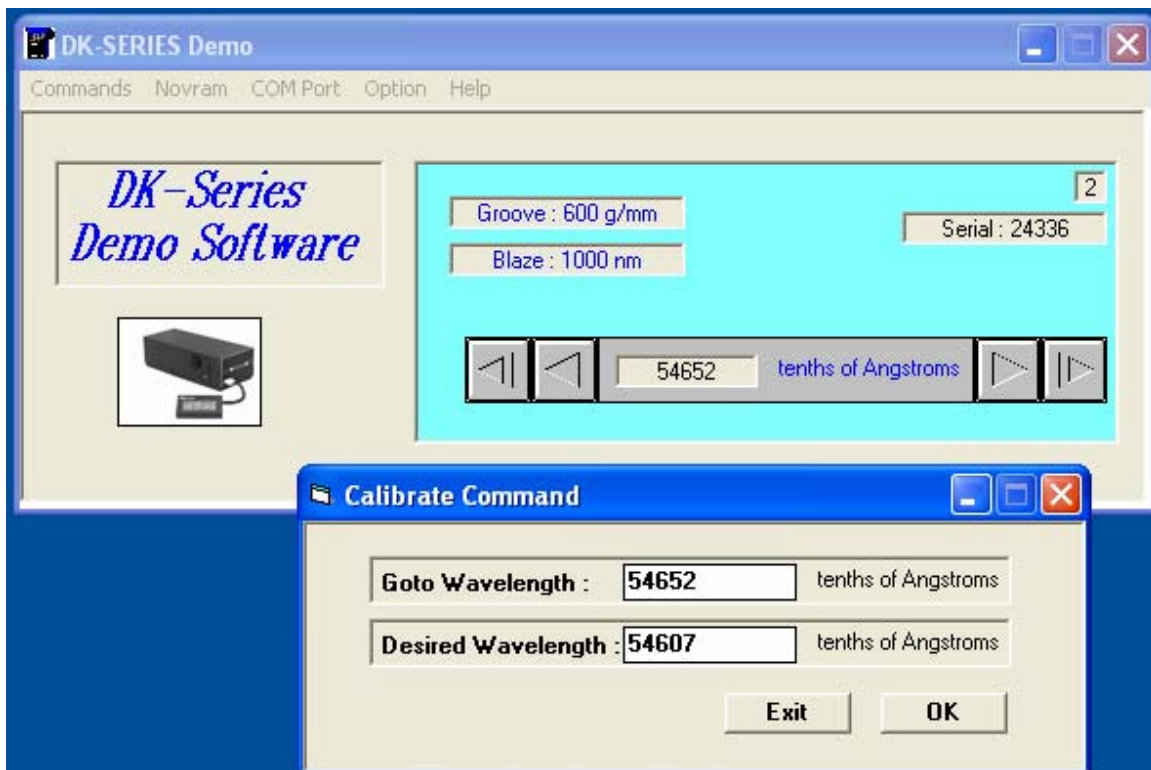 DK-SERIES Demo
Commands Novram COM Port Option Help
DK-Series
Demo Software
Groove : 600 g/mm
Blaze : 1000 nm
2
Serial : 24336
54652 tenths of Angstroms
Calibrate Command
Goto Wavelength : 54652 tenths of Angstroms
Desired Wavelength : 54607 tenths of Angstroms
Exit OK